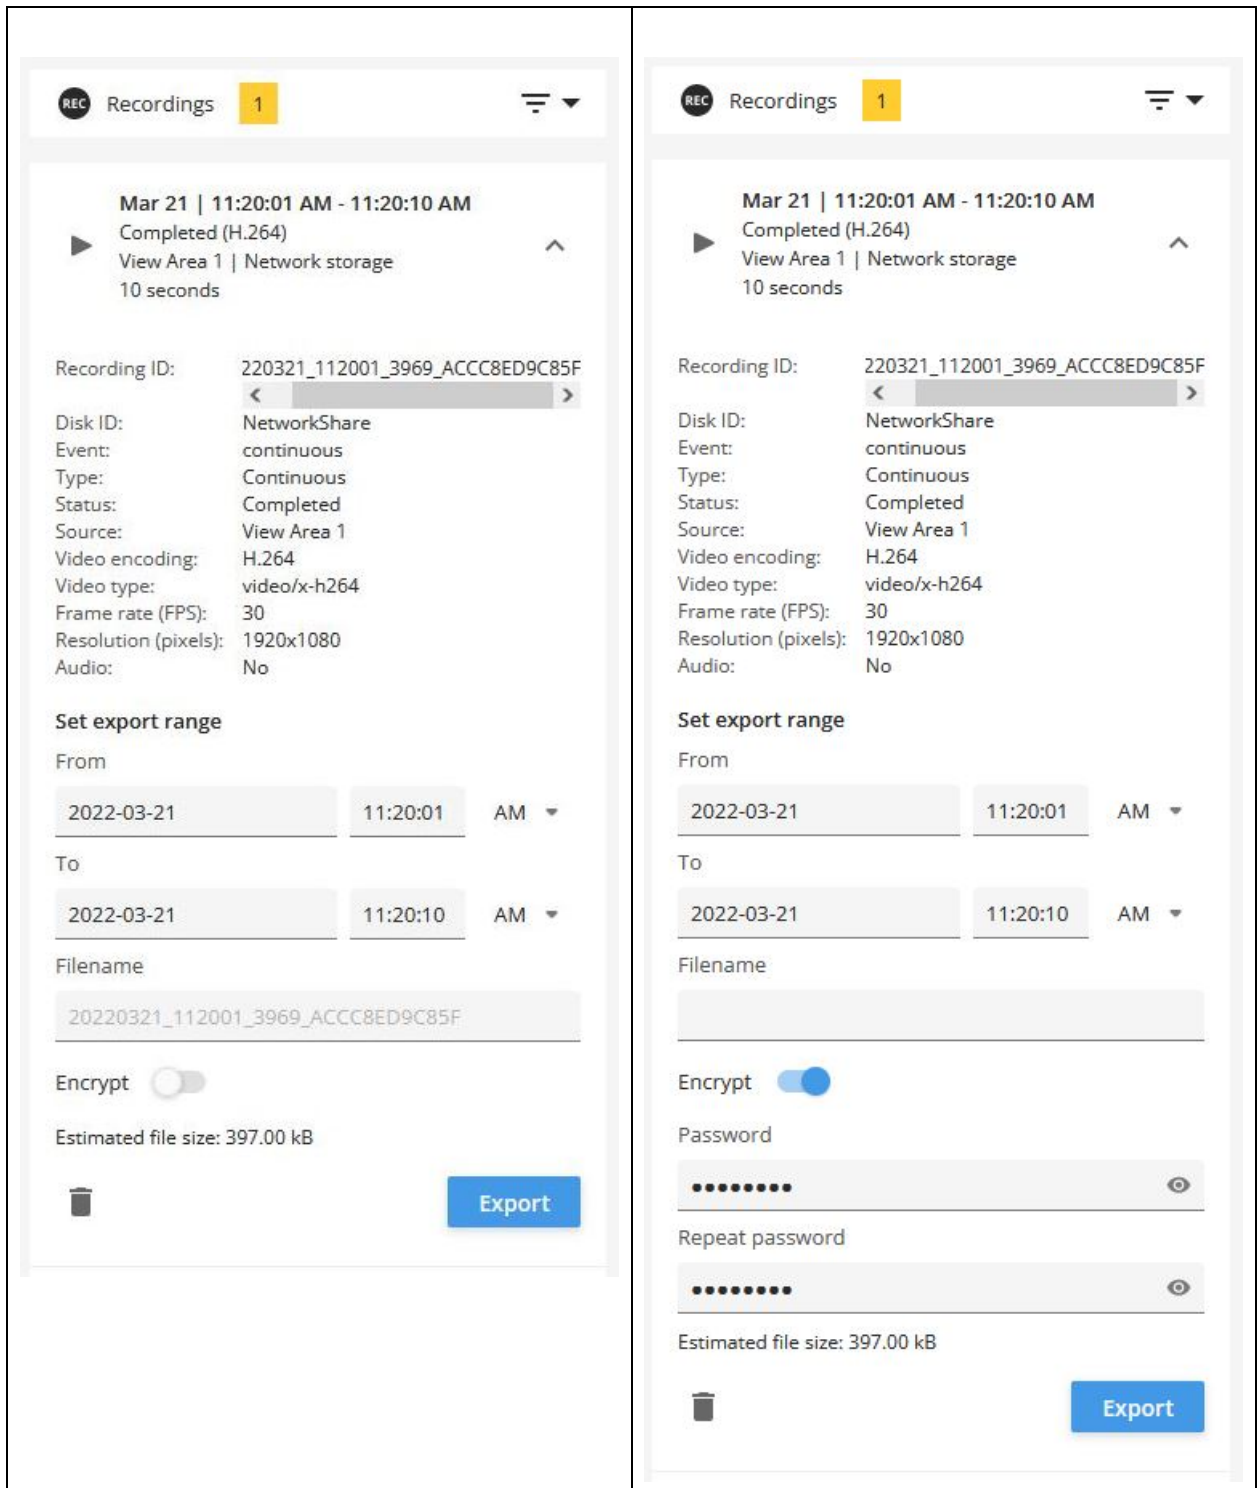 REC Recordings 1
Mar 21 | 11:20:01 AM - 11:20:10 AM
Completed (H.264)
View Area 1 | Network storage
10 seconds
Recording ID: 220321_112001_3969_ACCC8ED9C85F
Disk ID: NetworkShare
Event: continuous
Type: Continuous
Status: Completed
Source: View Area 1
Video encoding: H.264
Video type: video/x-h264
Frame rate (FPS): 30
Resolution (pixels): 1920x1080
Audio: No
Set export range
From
2022-03-21 11:20:01 AM
To
2022-03-21 11:20:10 AM
Filename
20220321_112001_3969_ACCC8ED9C85F
Encrypt
Estimated file size: 397.00 kB
Export
REC Recordings 1
Mar 21 | 11:20:01 AM - 11:20:10 AM
Completed (H.264)
View Area 1 | Network storage
10 seconds
Recording ID: 220321_112001_3969_ACCC8ED9C85F
Disk ID: NetworkShare
Event: continuous
Type: Continuous
Status: Completed
Source: View Area 1
Video encoding: H.264
Video type: video/x-h264
Frame rate (FPS): 30
Resolution (pixels): 1920x1080
Audio: No
Set export range
From
2022-03-21 11:20:01 AM
To
2022-03-21 11:20:10 AM
Filename
Encrypt
Password
••••••••
Repeat password
••••••••
Estimated file size: 397.00 kB
Export